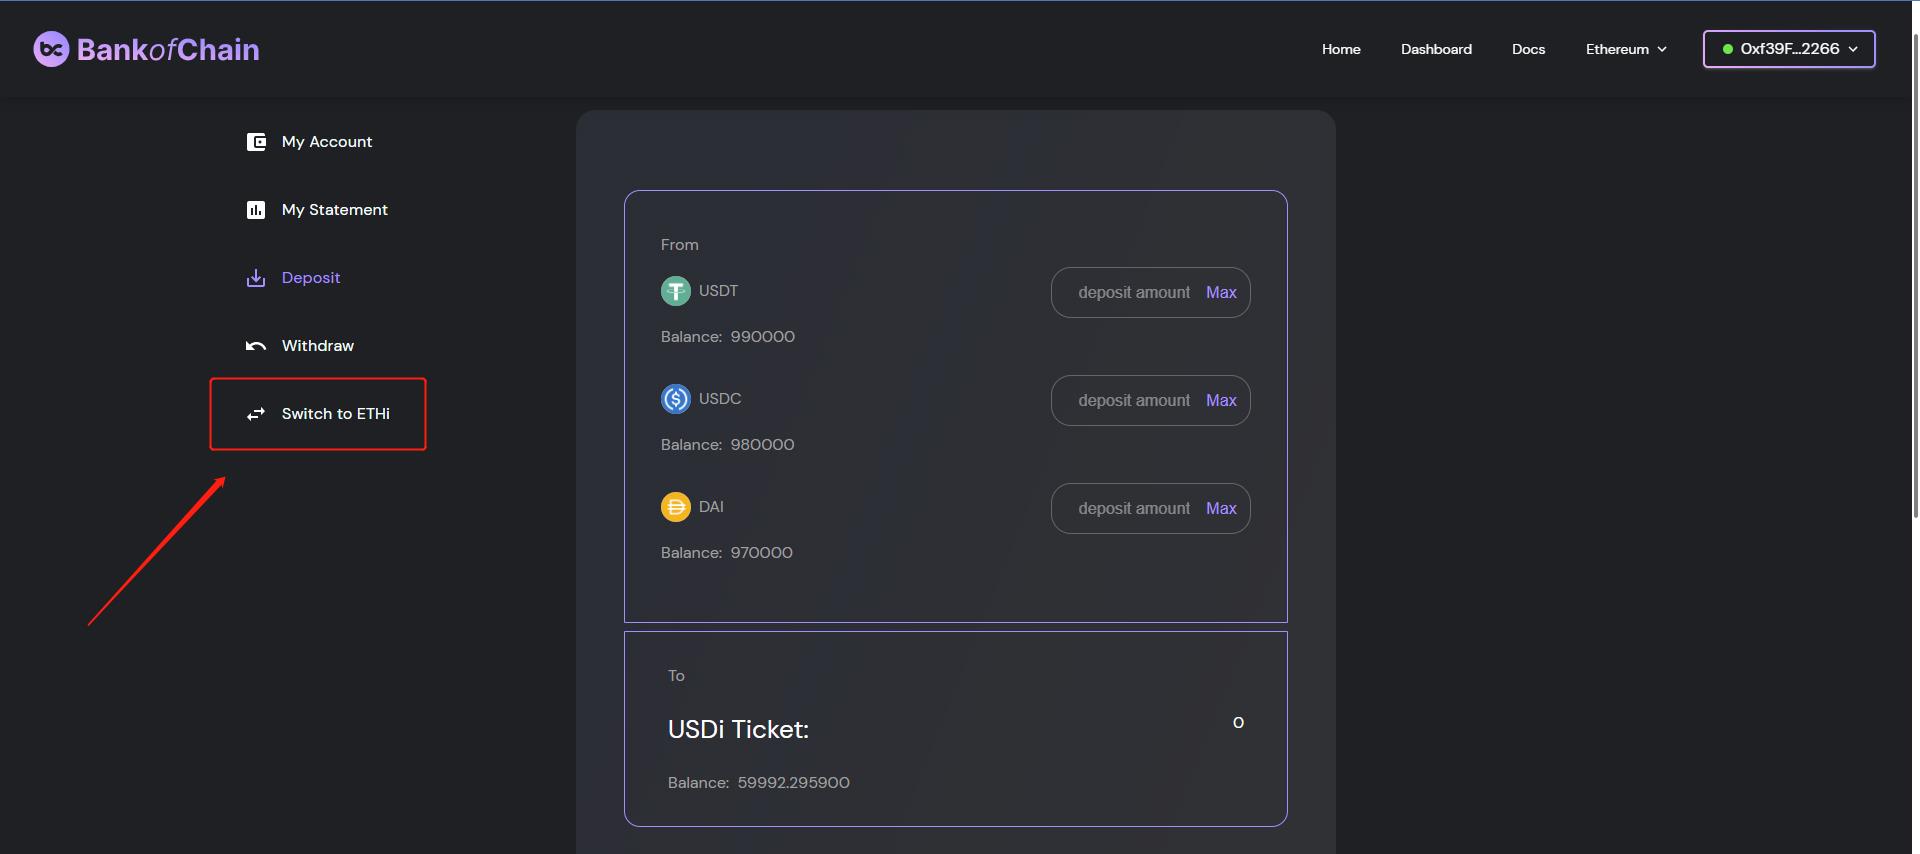 BankofChain
Home
Dashboard
Docs
Ethereum
0xf39F...2266
My Account
My Statement
Deposit
Withdraw
Switch to ETHi
From
USDT
deposit amount Max
Balance: 990000
USDC
deposit amount Max
Balance: 980000
DAI
deposit amount Max
Balance: 970000
To
USDi Ticket:
0
Balance: 59992.295900